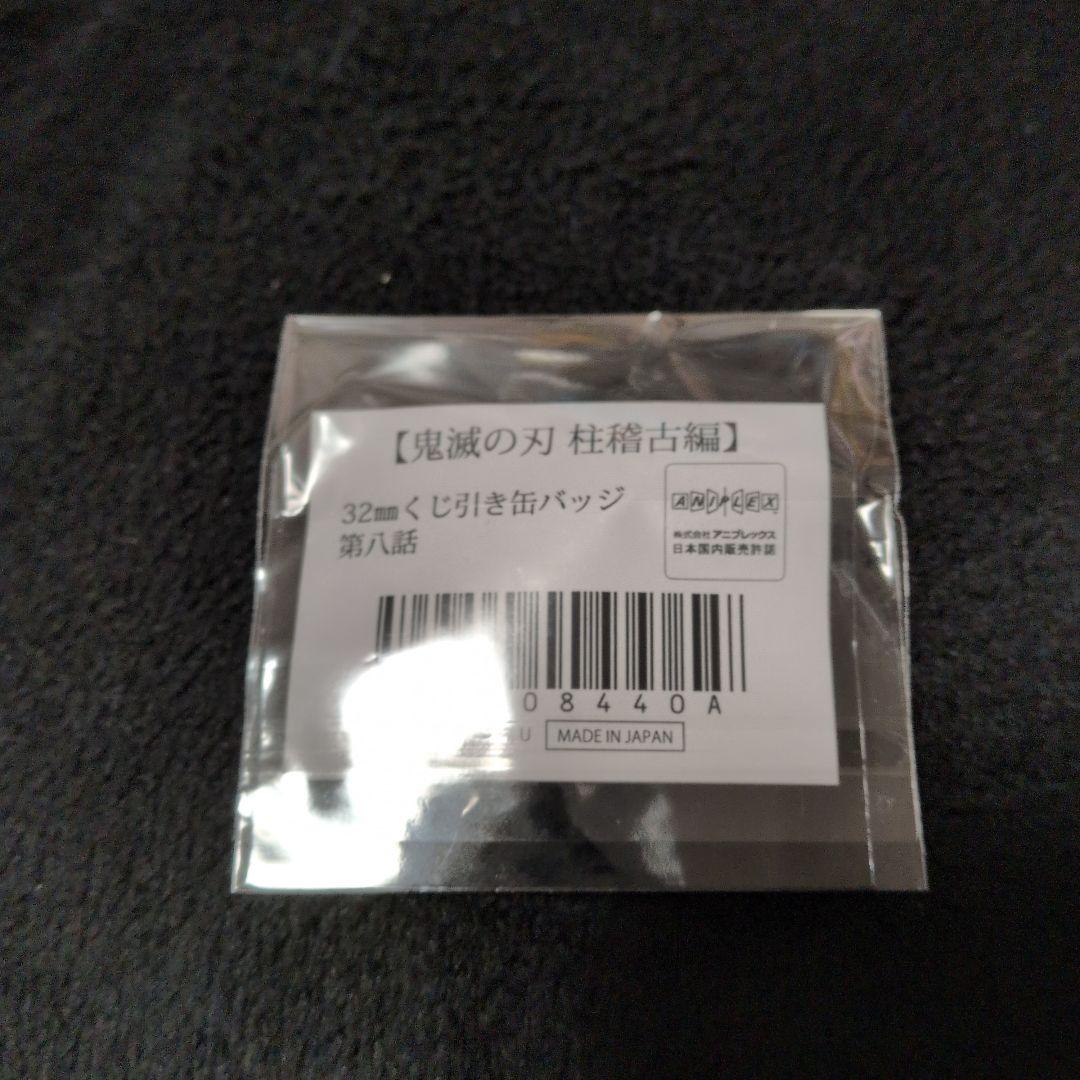 【鬼滅の刃 柱稽古編】
32㎜くじ引き缶バッジ
第八話
ANIPLEX
株式会社アニプレックス
日本国内販売許諾
08440A
U MADE IN JAPAN